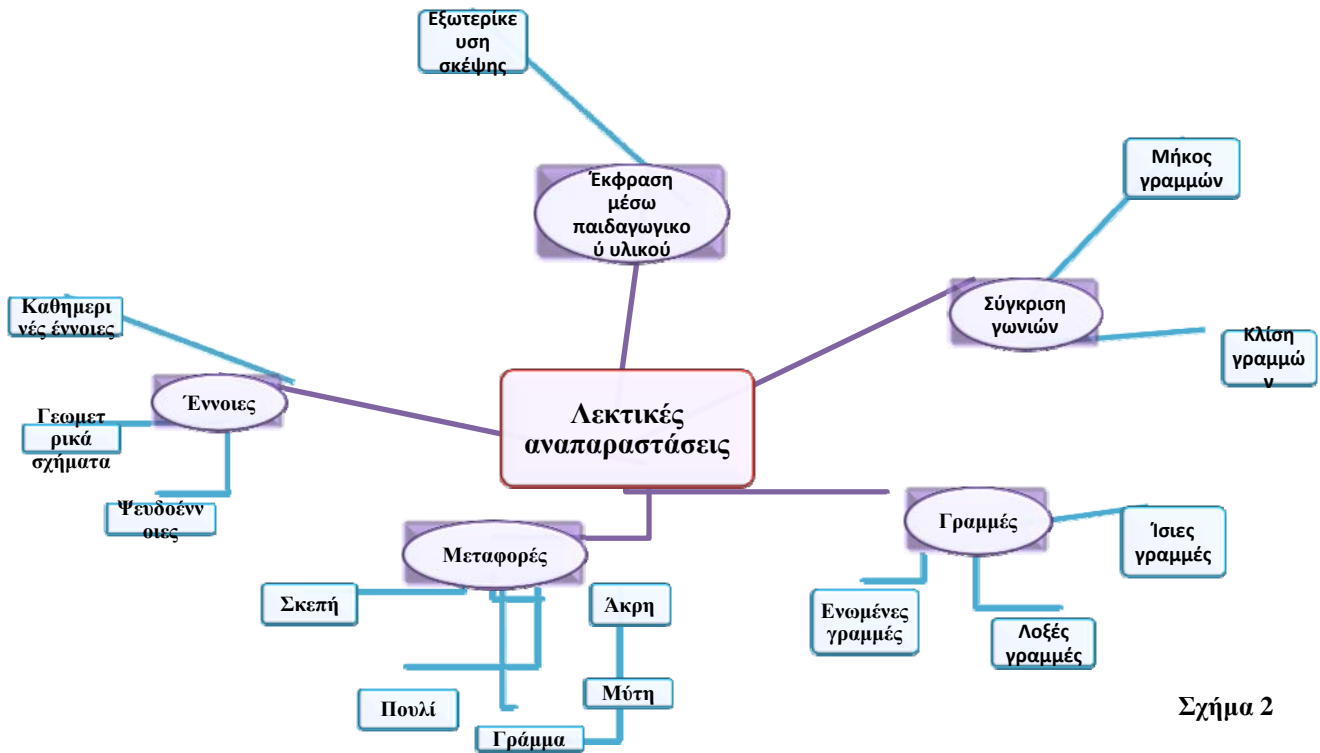 Εξωτερίκε
υση
σκέψης
Έκφραση
μέσω
παιδαγωγικο
ύ υλικού
Μήκος
γραμμών
Σύγκριση
γωνιών
Κλίση
γραμμώ
ν
Καθημερι
νές έννοιες
Έννοιες
Γεωμετ
ρικά
σχήματα
Ψευδοένν
οιες
Λεκτικές
αναπαραστάσεις
Μεταφορές
Σκεπή
Άκρη
Πουλί
Μύτη
Γράμμα
Γραμμές
Ίσιες
γραμμές
Ενωμένες
γραμμές
Λοξές
γραμμές
Σχήμα 2